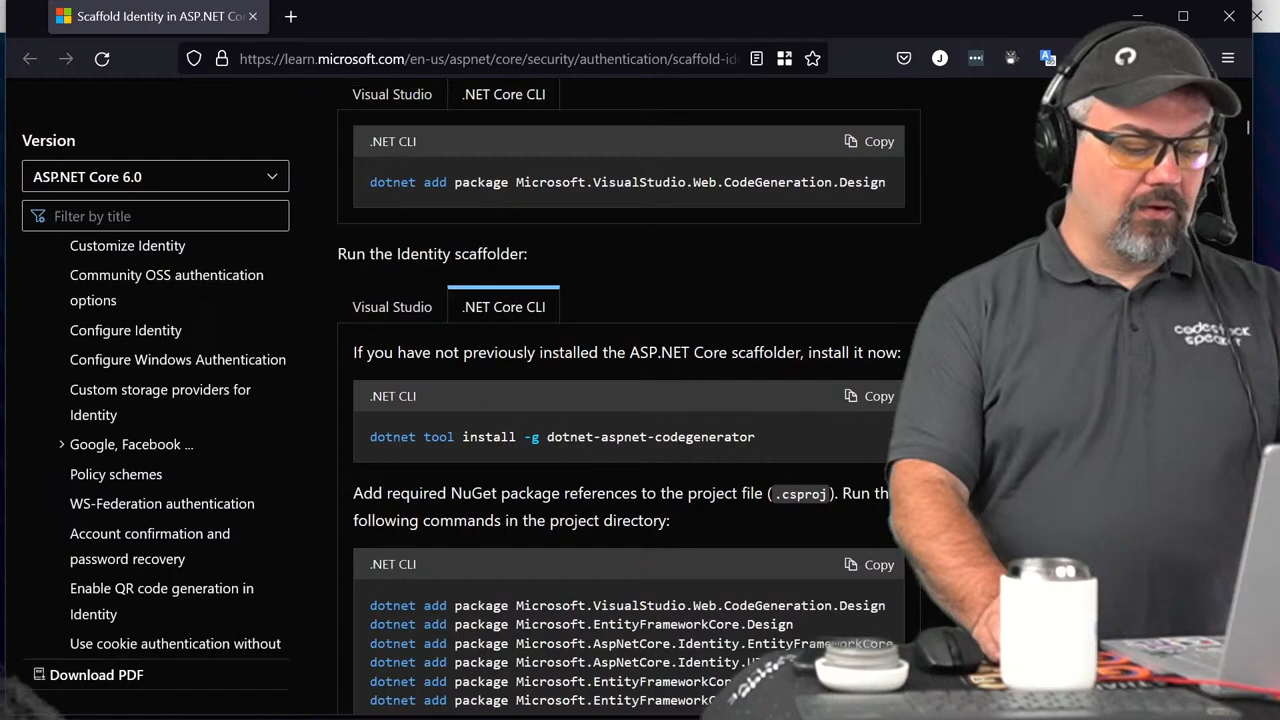 Scaffold Identity in ASP.NET Co
https://learn.microsoft.com/en-us/aspnet/core/security/authentication/scaffold-id
J
Version
ASP.NET Core 6.0
Filter by title
Customize Identity
Community OSS authentication
options
Configure Identity
Configure Windows Authentication
Custom storage providers for
Identity
Google, Facebook ...
Policy schemes
WS-Federation authentication
Account confirmation and
password recovery
Enable QR code generation in
Identity
Use cookie authentication without
Download PDF
Visual Studio .NET Core CLI
.NET CLI Copy
dotnet add package Microsoft.VisualStudio.Web.CodeGeneration.Design
Run the Identity scaffolder:
Visual Studio .NET Core CLI
If you have not previously installed the ASP.NET Core scaffolder, install it now:
.NET CLI Copy
dotnet tool install -g dotnet-aspnet-codegenerator
Add required NuGet package references to the project file (.csproj). Run the
following commands in the project directory:
.NET CLI Copy
dotnet add package Microsoft.VisualStudio.Web.CodeGeneration.Design
dotnet add package Microsoft.EntityFrameworkCore.Design
dotnet add package Microsoft.AspNetCore.Identity.EntityFrameworkCore
dotnet add package Microsoft.AspNetCore.Identity.
dotnet add package Microsoft.EntityFrameworkCo
dotnet add package Microsoft.EntityFrameworkCo
codestock
speaker